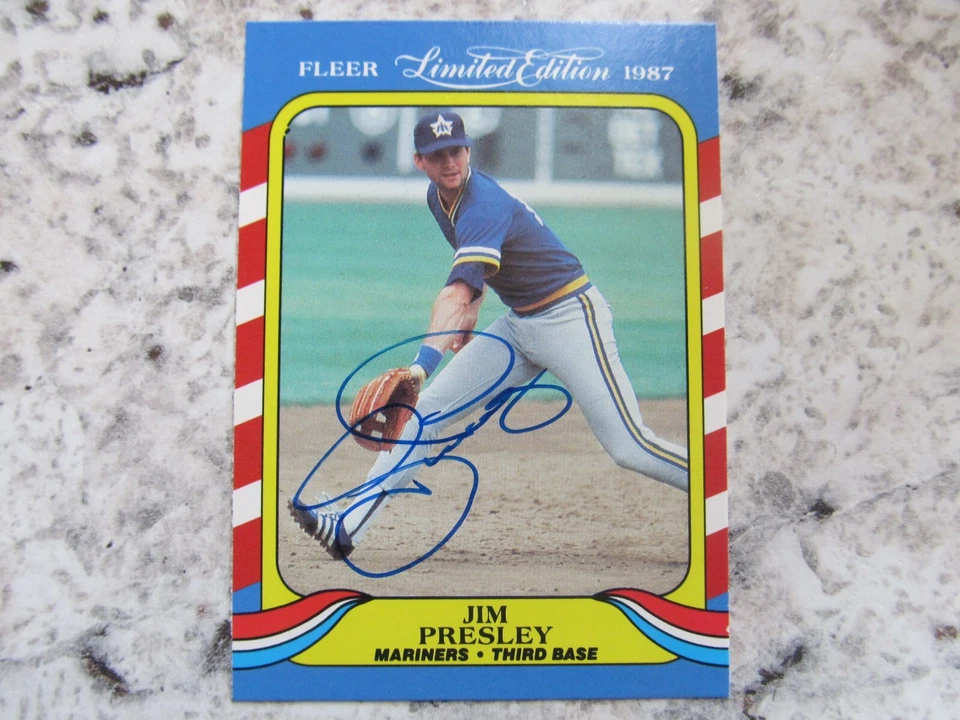 FLEER Limited Edition 1987
JIM
PRESLEY
MARINERS • THIRD BASE